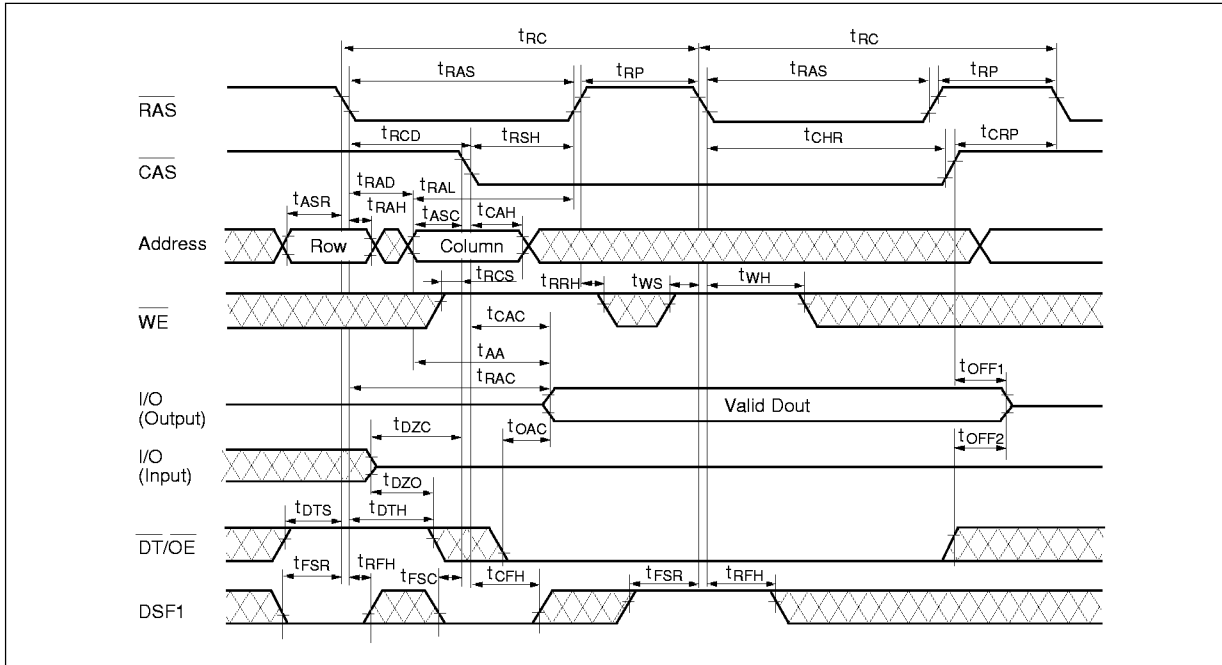 tRC tRC
tRAS tRP tRAS tRP
RAS
tRCD tRSH tCHR tCRP
CAS
tRAD tRAL
tASR tRAH tASC tCAH
Address Row Column
tRCS tRRH tWS tWH
WE
tCAC
tAA
tRAC tOFF1
I/O
(Output) Valid Dout
tDZC tOAC tOFF2
I/O
(Input)
tDZO
tDTS tDTH
DT/OE
tFSR tRFH tFSC tCFH tFSR tRFH
DSF1